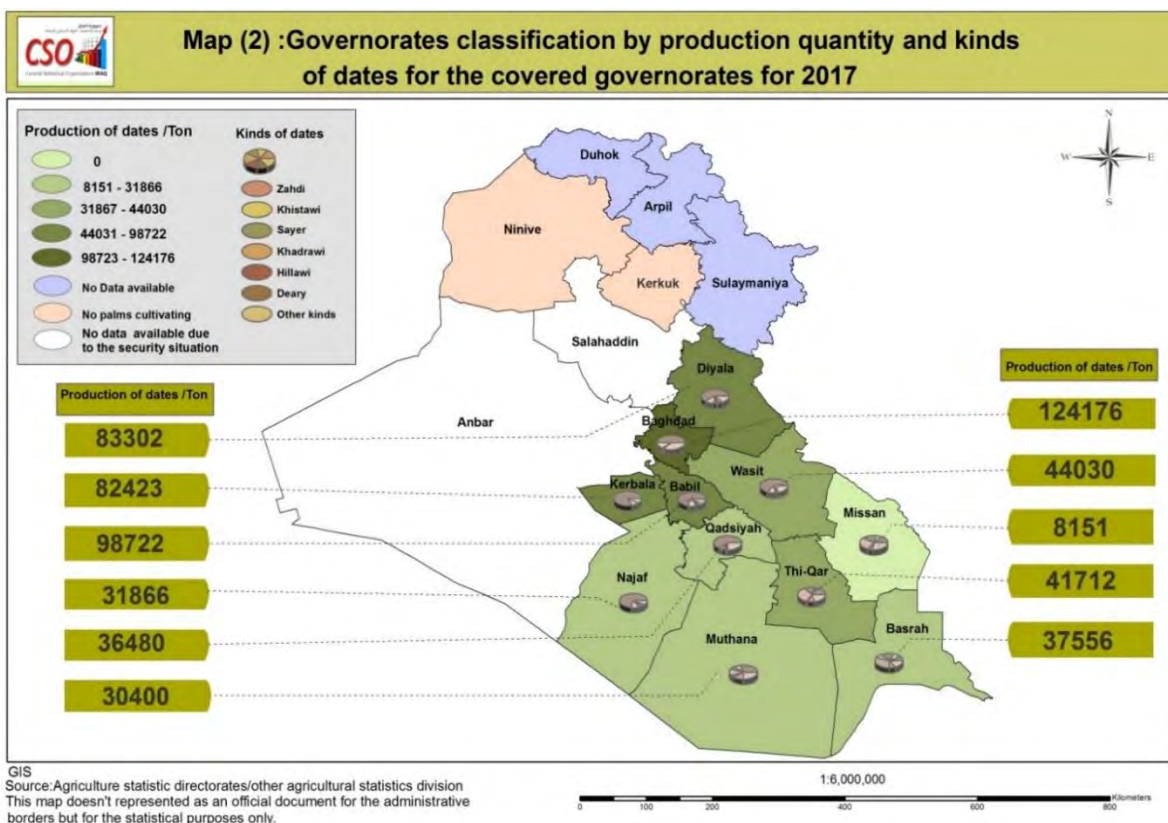 CSO
Map (2) :Governorates classification by production quantity and kinds
of dates for the covered governorates for 2017
Production of dates /Ton
0
8151 - 31866
31867 - 44030
44031 - 98722
98723 - 124176
No Data available
No palms cultivating
No data available due
to the security situation
Kinds of dates
Zahdi
Khistawi
Sayer
Khadrawi
Hillawi
Deary
Other kinds
N
W
E
S
Duhok
Arpil
Ninive
Kerkuk
Sulaymaniya
Salahaddin
Diyala
Anbar
Baghdad
Wasit
Kerbala
Babil
Missan
Qadsiyah
Najaf
Thi-Qar
Muthana
Basrah
Production of dates /Ton
83302
82423
98722
31866
36480
30400
Production of dates /Ton
124176
44030
8151
41712
37556
GIS
Source:Agriculture statistic directorates/other agricultural statistics division
This map doesn't represented as an official document for the administrative
borders but for the statistical purposes only.
1:6,000,000
Kilometers
0 100 200 400 600 800